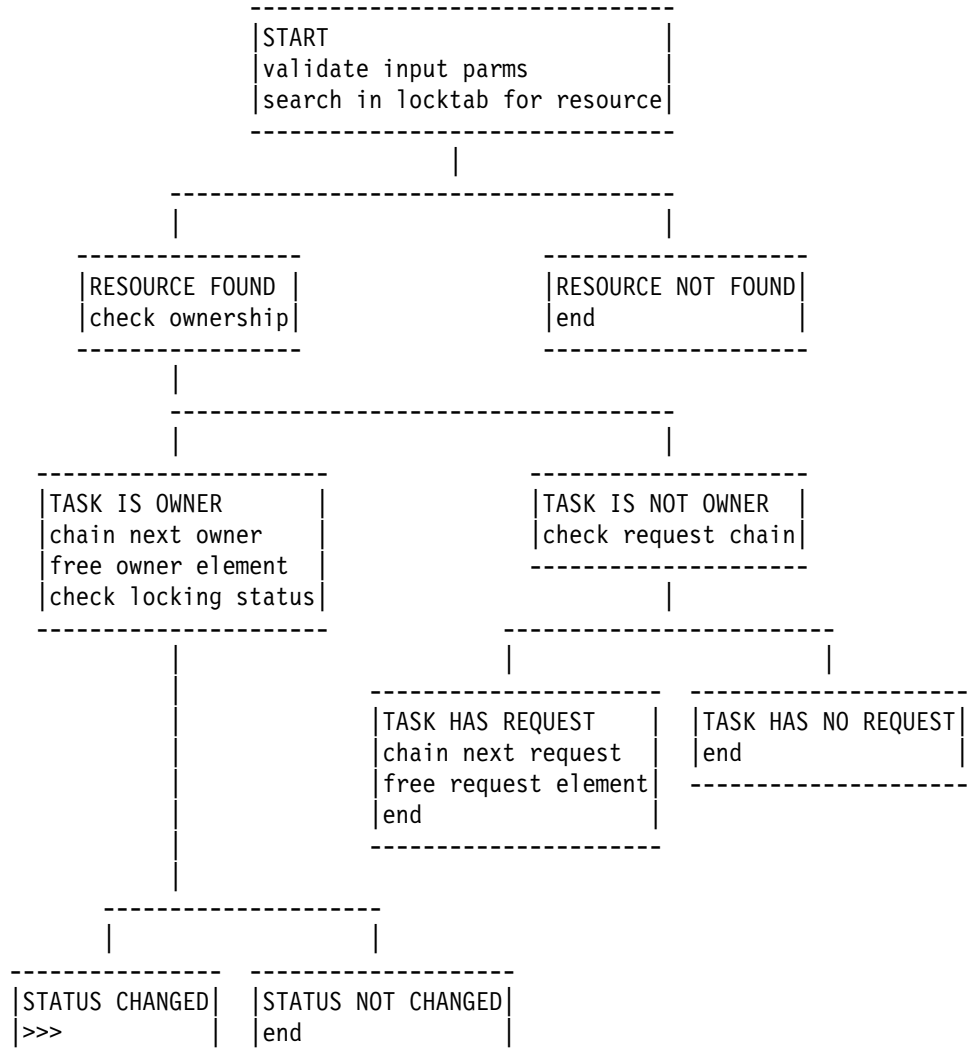 START
validate input parms
search in locktab for resource
RESOURCE FOUND
check ownership
RESOURCE NOT FOUND
end
TASK IS OWNER
chain next owner
free owner element
check locking status
TASK IS NOT OWNER
check request chain
TASK HAS REQUEST
chain next request
free request element
end
TASK HAS NO REQUEST
end
STATUS CHANGED
>>>
STATUS NOT CHANGED
end